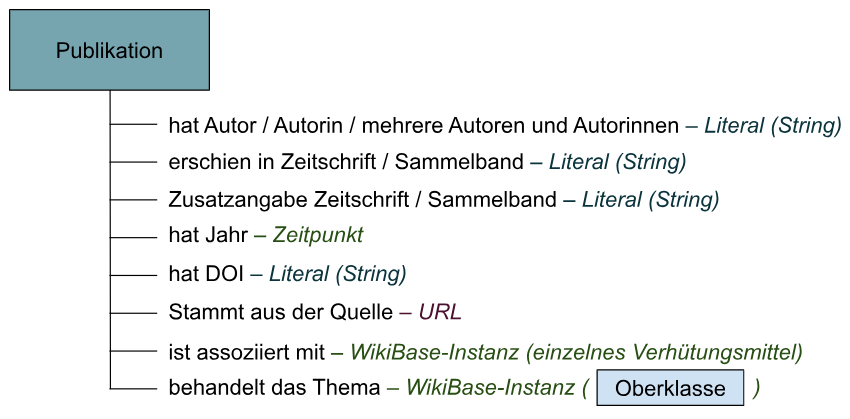 Publikation
hat Autor / Autorin / mehrere Autoren und Autorinnen – Literal (String)
erschien in Zeitschrift / Sammelband – Literal (String)
Zusatzangabe Zeitschrift / Sammelband – Literal (String)
hat Jahr – Zeitpunkt
hat DOI – Literal (String)
Stammt aus der Quelle – URL
ist assoziiert mit – WikiBase-Instanz (einzelnes Verhütungsmittel)
behandelt das Thema – WikiBase-Instanz ( Oberklasse )